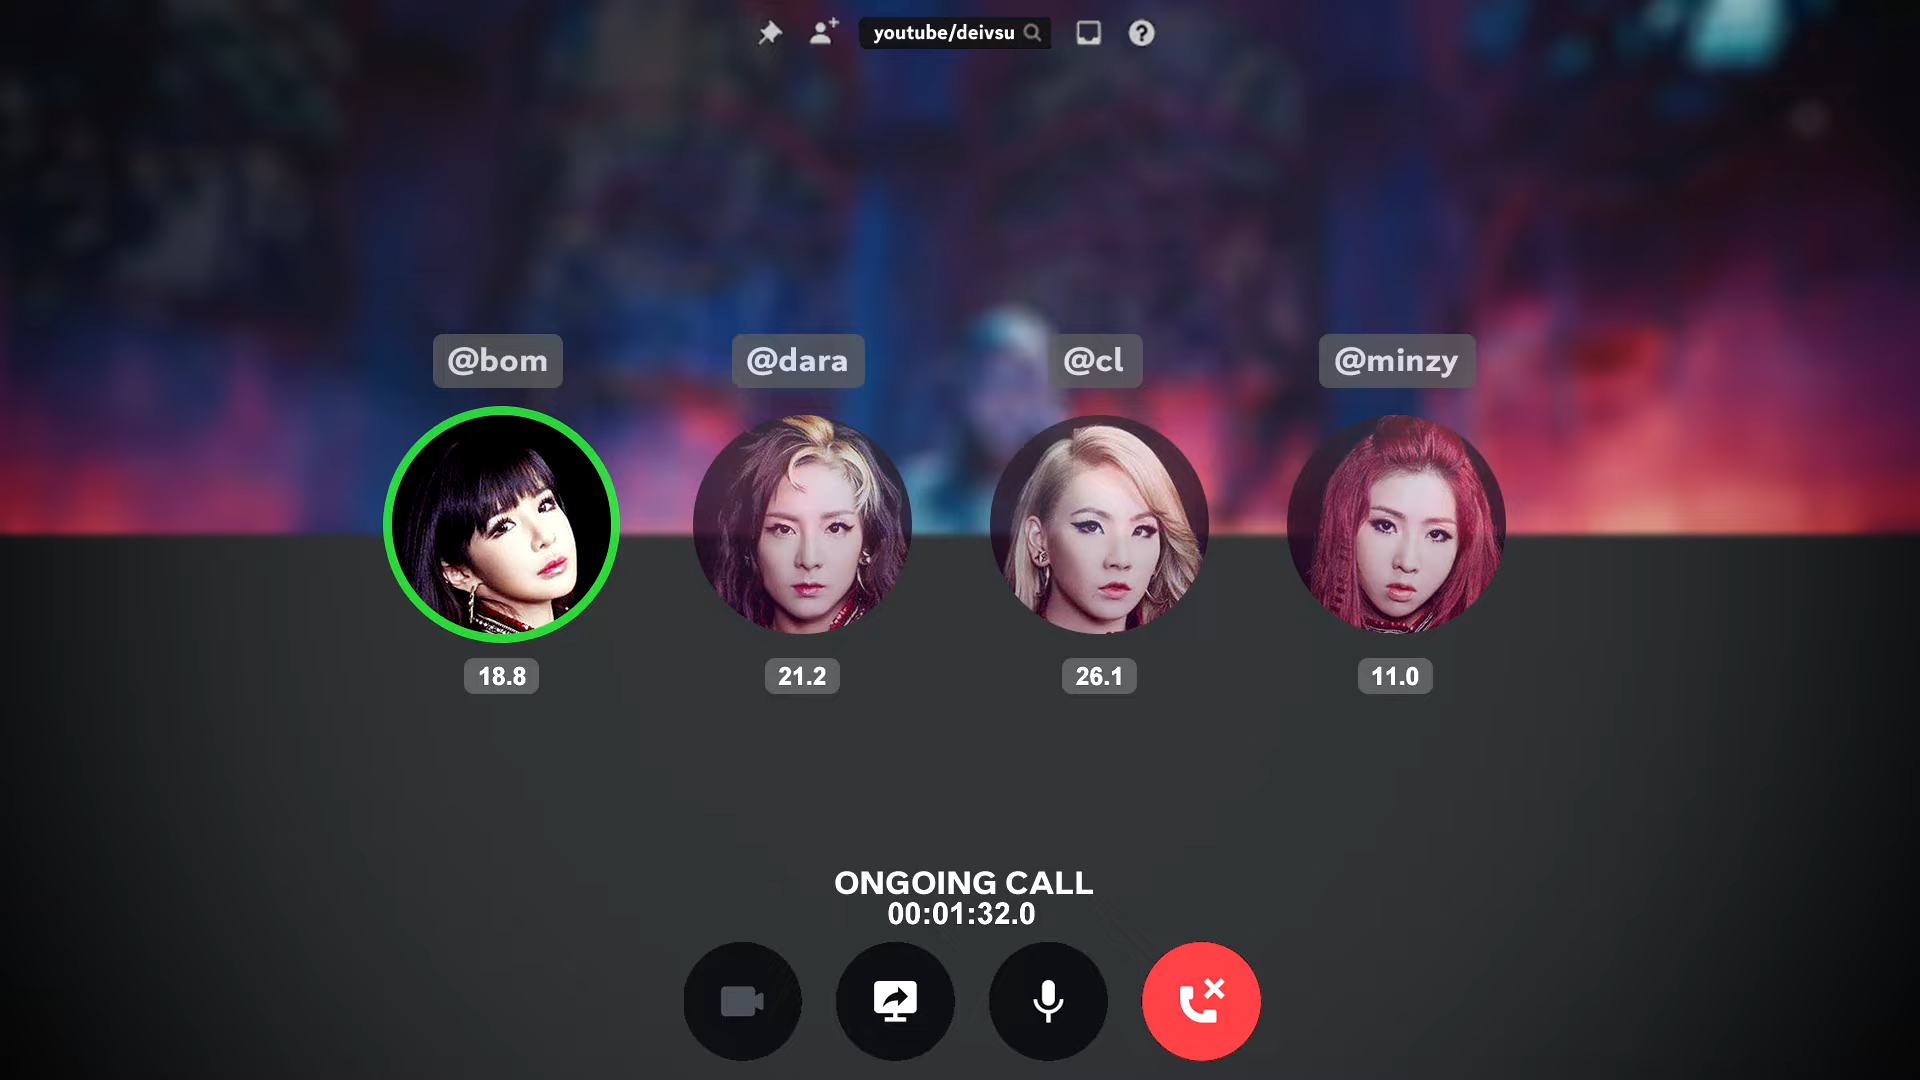 youtube/deivsu
@bom
@dara
@cl
@minzy
18.8
21.2
26.1
11.0
ONGOING CALL
00:01:32.0